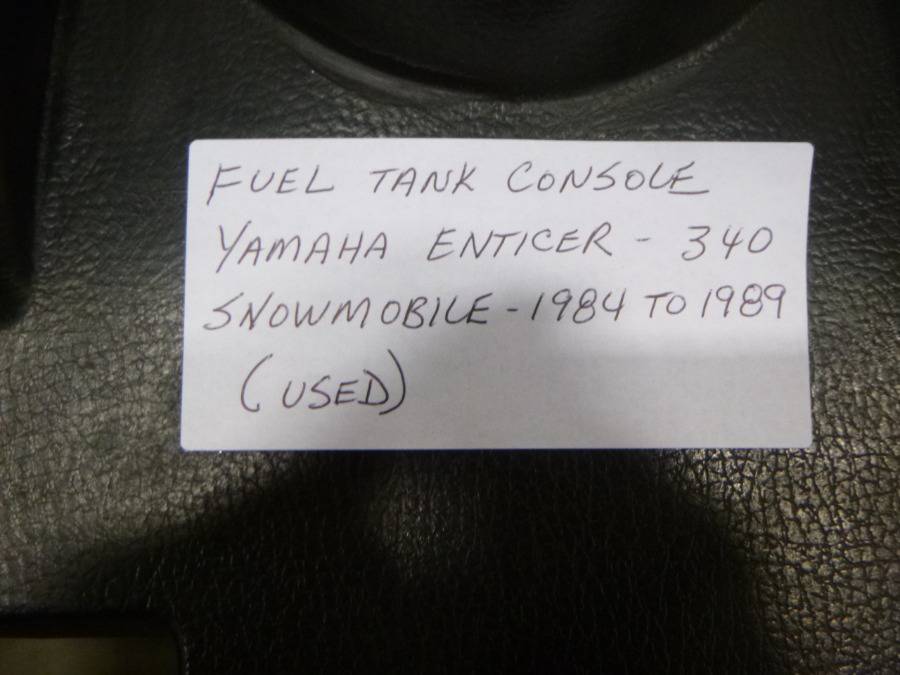 FUEL TANK CONSOLE
YAMAHA ENTICER - 340
SNOWMOBILE - 1984 TO 1989
(USED)